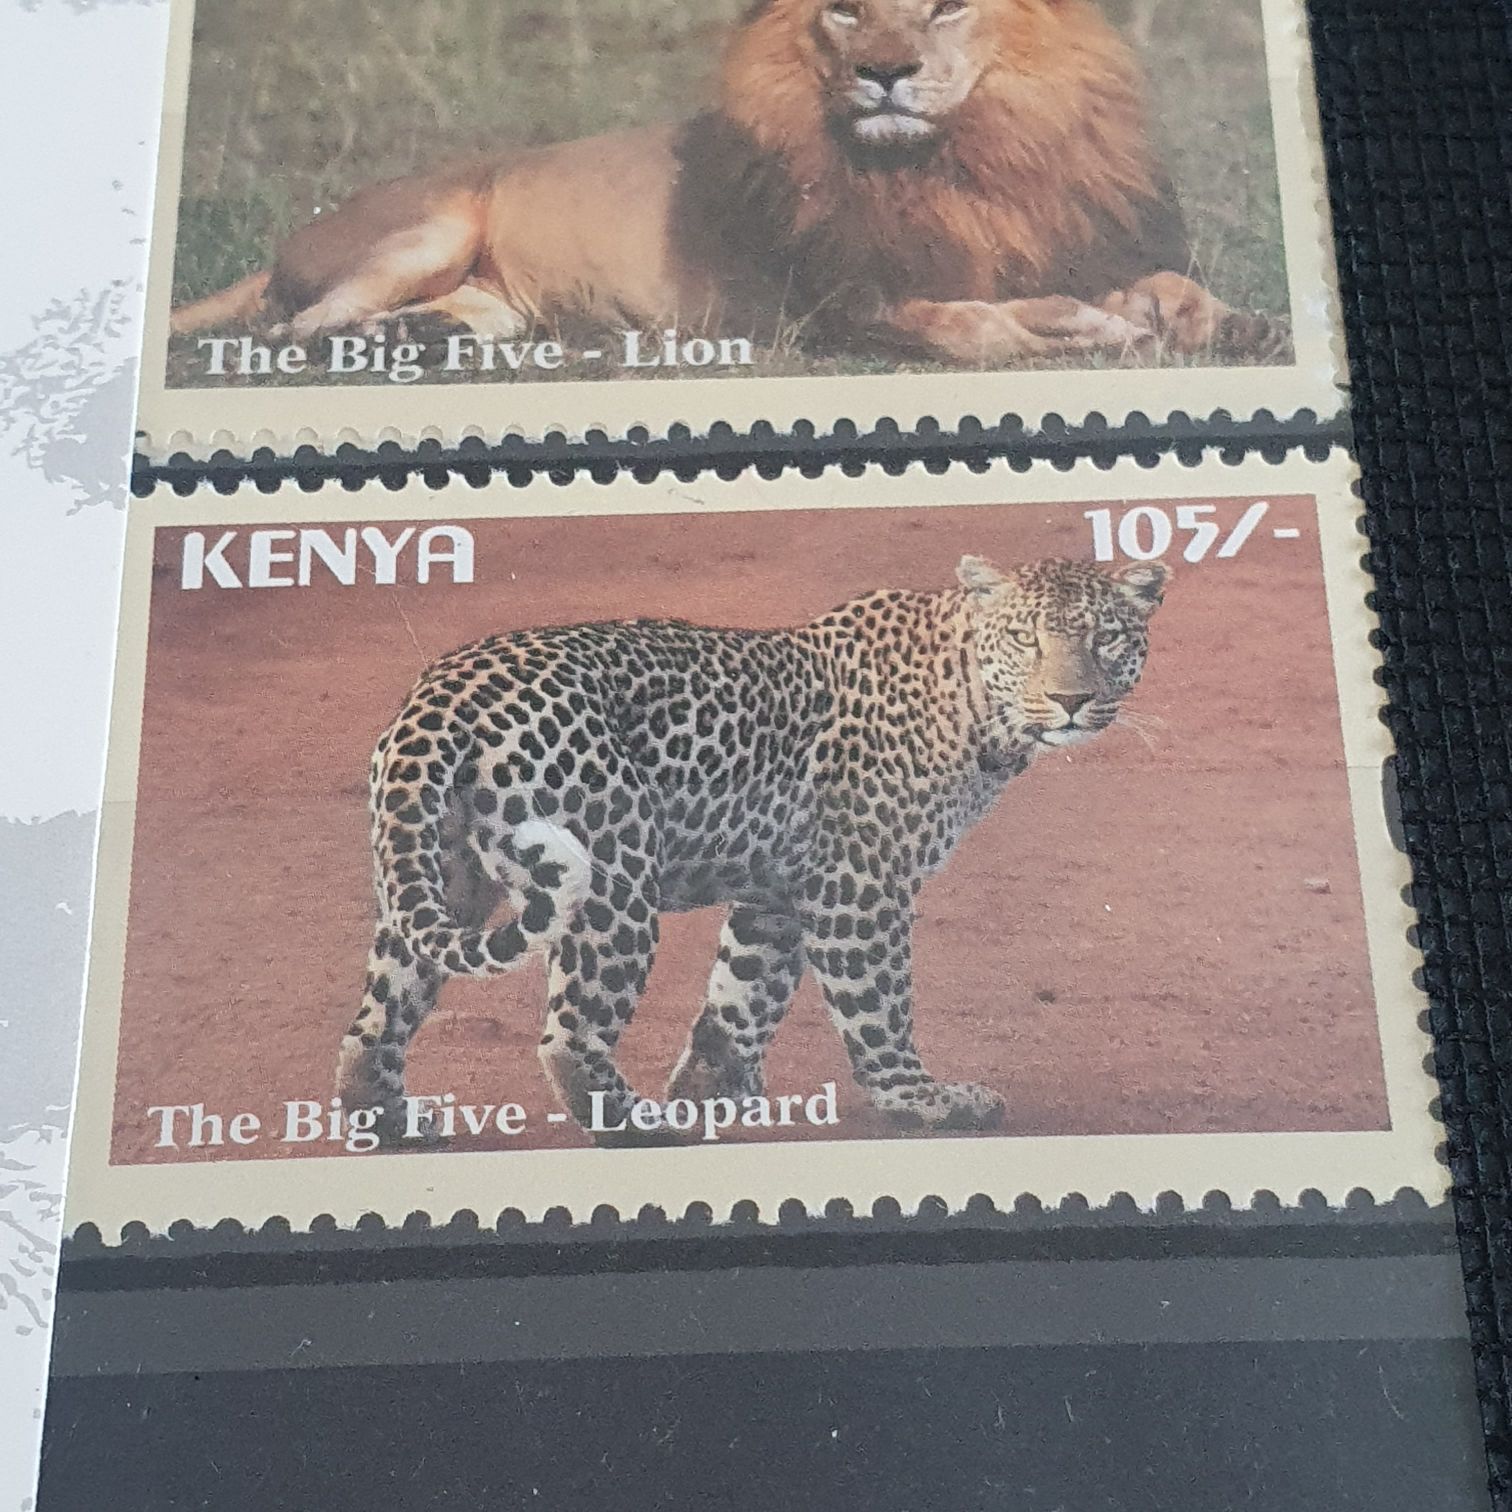 The Big Five - Lion
KENYA 105/-
The Big Five - Leopard